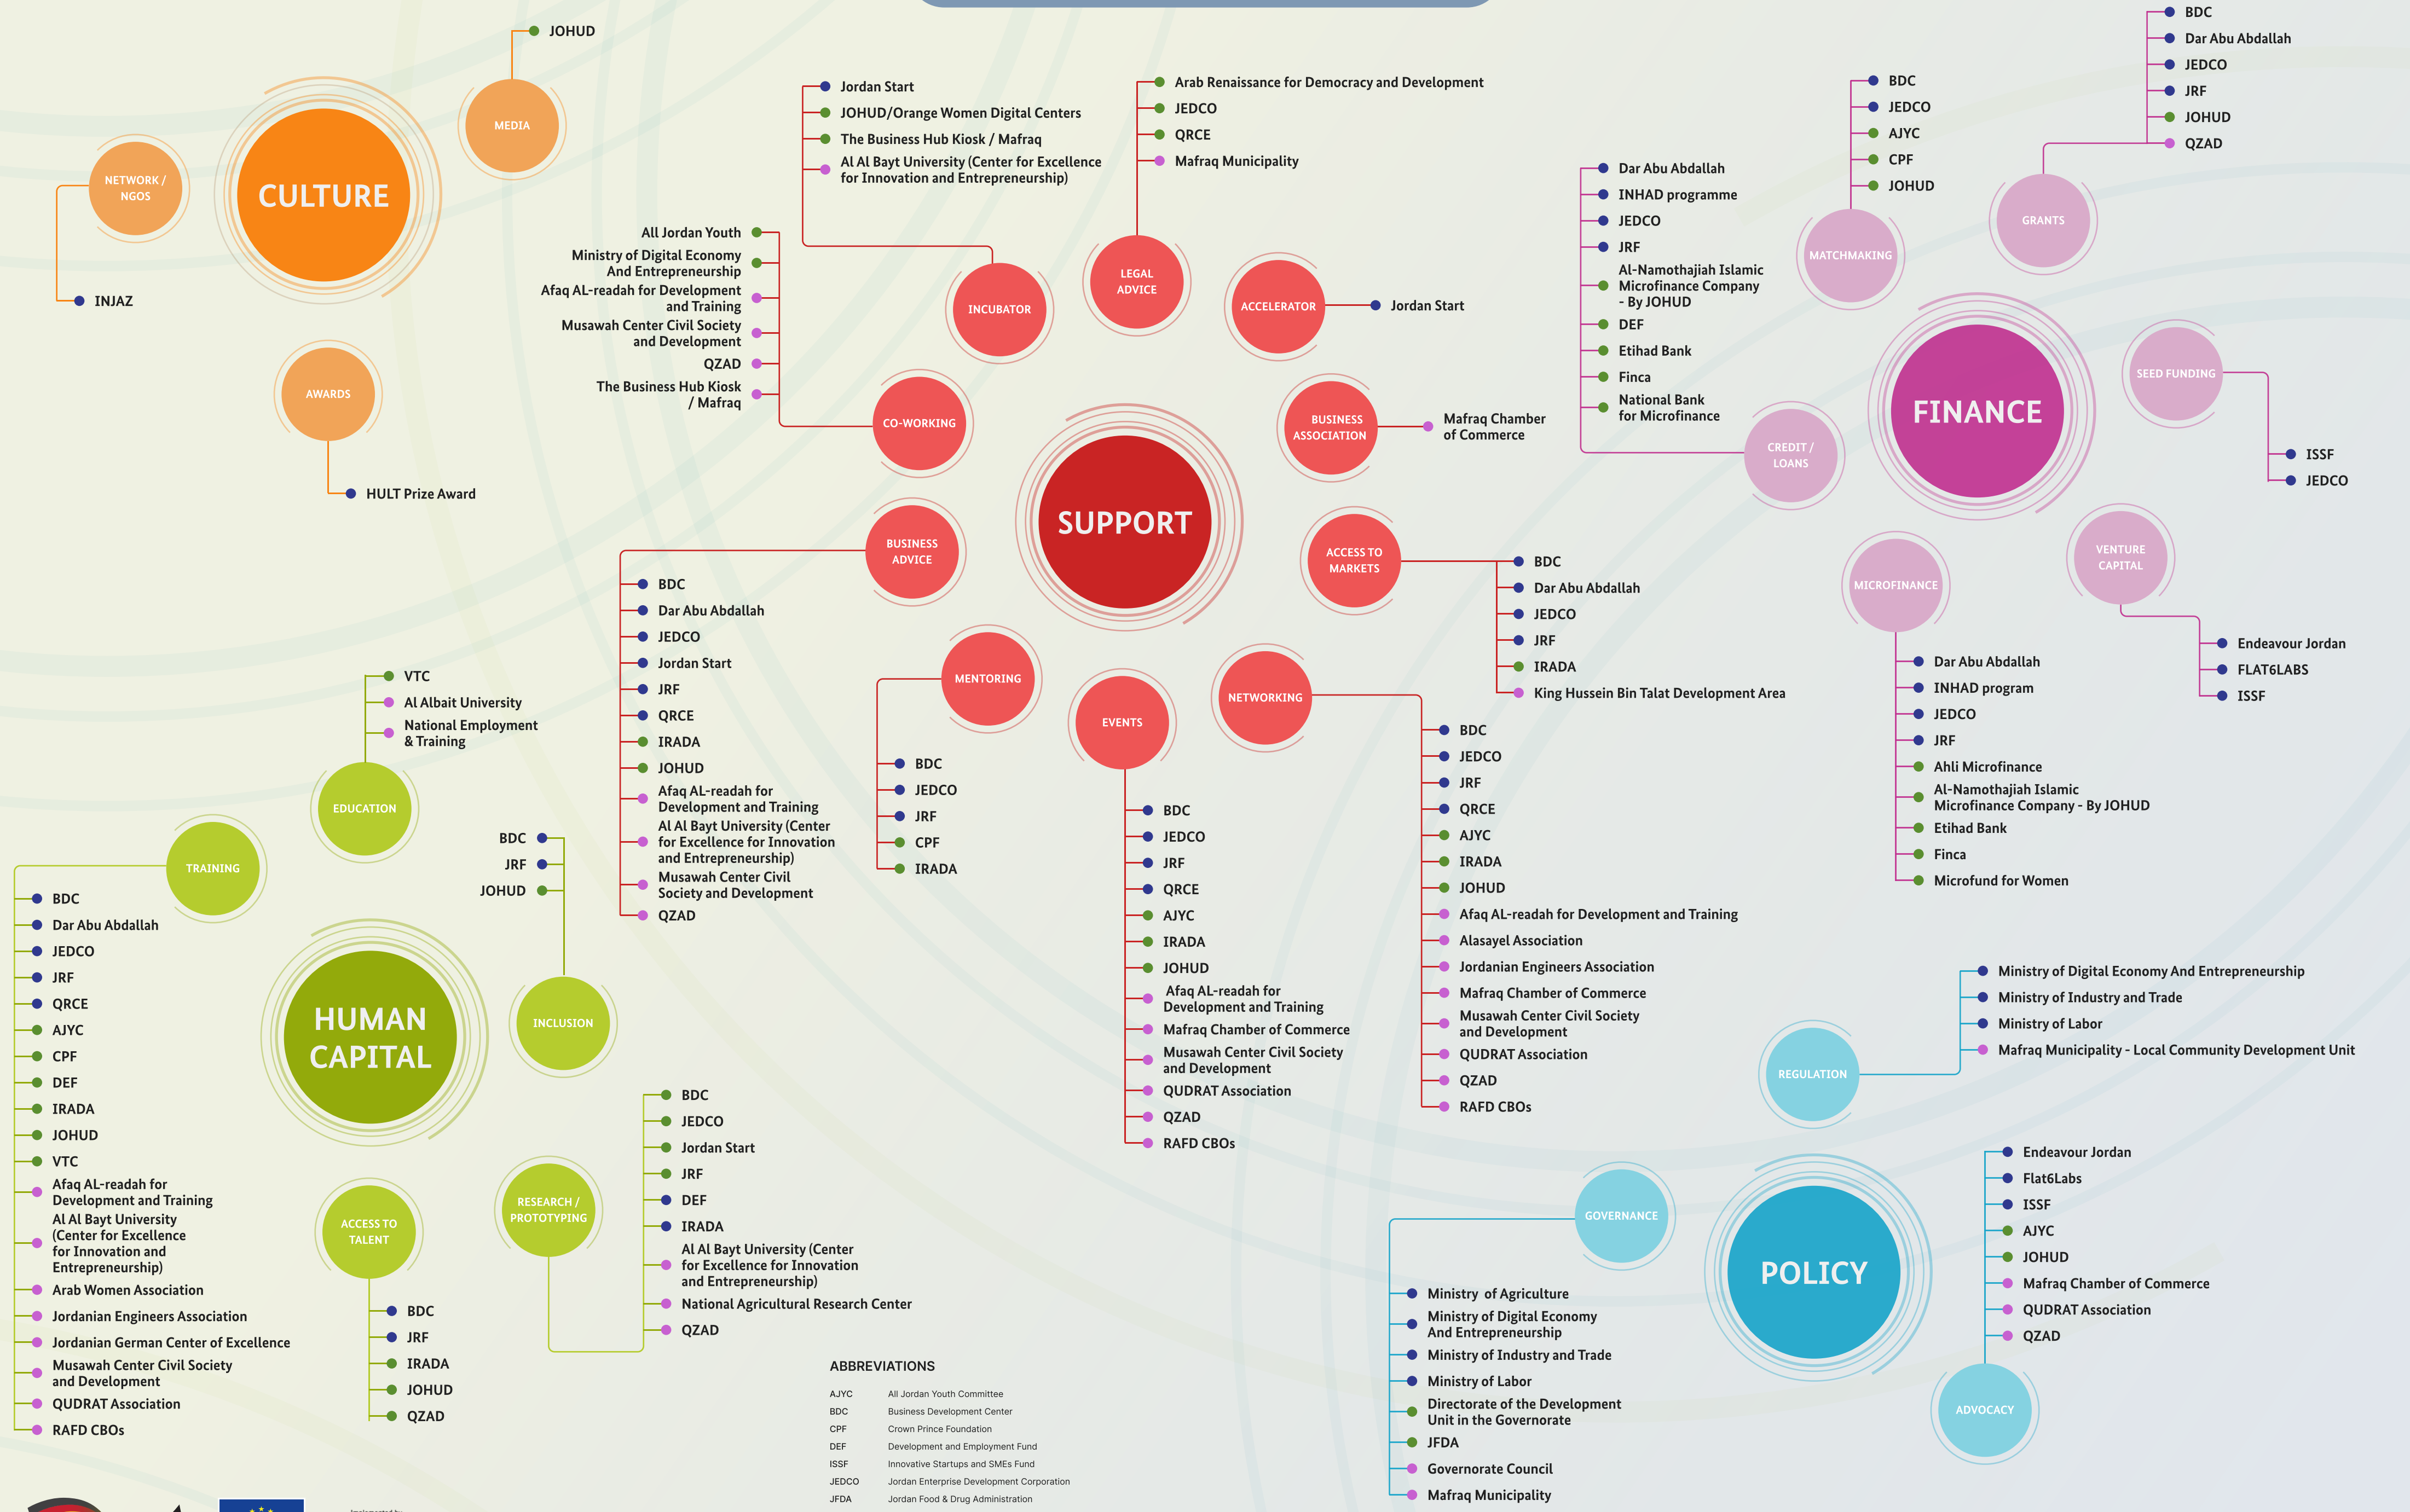 CULTURE
MEDIA
JOHUD
NETWORK /
NGOS
INJAZ
AWARDS
HULT Prize Award
SUPPORT
INCUBATOR
Jordan Start
JOHUD/Orange Women Digital Centers
The Business Hub Kiosk / Mafraq
Al Al Bayt University (Center for Excellence
for Innovation and Entrepreneurship)
LEGAL
ADVICE
Arab Renaissance for Democracy and Development
JEDCO
QRCE
Mafraq Municipality
ACCELERATOR
Jordan Start
CO-WORKING
All Jordan Youth
Ministry of Digital Economy
And Entrepreneurship
Afaq AL-readah for Development
and Training
Musawah Center Civil Society
and Development
QZAD
The Business Hub Kiosk
/ Mafraq
BUSINESS
ASSOCIATION
Mafraq Chamber
of Commerce
BUSINESS
ADVICE
BDC
Dar Abu Abdallah
JEDCO
Jordan Start
JRF
QRCE
IRADA
JOHUD
Afaq AL-readah for
Development and Training
Al Al Bayt University (Center
for Excellence for Innovation
and Entrepreneurship)
Musawah Center Civil
Society and Development
QZAD
ACCESS TO
MARKETS
BDC
Dar Abu Abdallah
JEDCO
JRF
IRADA
King Hussein Bin Talat Development Area
MENTORING
BDC
JEDCO
JRF
CPF
IRADA
EVENTS
BDC
JEDCO
JRF
QRCE
AJYC
IRADA
JOHUD
Afaq AL-readah for
Development and Training
Mafraq Chamber of Commerce
Musawah Center Civil Society
and Development
QUDRAT Association
QZAD
RAFD CBOs
NETWORKING
BDC
JEDCO
JRF
QRCE
AJYC
IRADA
JOHUD
Afaq AL-readah for Development and Training
Alasayel Association
Jordanian Engineers Association
Mafraq Chamber of Commerce
Musawah Center Civil Society
and Development
QUDRAT Association
QZAD
RAFD CBOs
FINANCE
MATCHMAKING
BDC
JEDCO
AJYC
CPF
JOHUD
GRANTS
BDC
Dar Abu Abdallah
JEDCO
JRF
JOHUD
QZAD
CREDIT /
LOANS
Dar Abu Abdallah
INHAD programme
JEDCO
JRF
Al-Namothajiah Islamic
Microfinance Company
- By JOHUD
DEF
Etihad Bank
Finca
National Bank
for Microfinance
SEED FUNDING
ISSF
JEDCO
MICROFINANCE
Dar Abu Abdallah
INHAD program
JEDCO
JRF
Ahli Microfinance
Al-Namothajiah Islamic
Microfinance Company - By JOHUD
Etihad Bank
Finca
Microfund for Women
VENTURE
CAPITAL
Endeavour Jordan
FLAT6LABS
ISSF
HUMAN
CAPITAL
EDUCATION
VTC
Al Albait University
National Employment
& Training
TRAINING
BDC
Dar Abu Abdallah
JEDCO
JRF
QRCE
AJYC
CPF
DEF
IRADA
JOHUD
VTC
Afaq AL-readah for
Development and Training
Al Al Bayt University
(Center for Excellence
for Innovation and
Entrepreneurship)
Arab Women Association
Jordanian Engineers Association
Jordanian German Center of Excellence
Musawah Center Civil Society
and Development
QUDRAT Association
RAFD CBOs
INCLUSION
BDC
JRF
JOHUD
ACCESS TO
TALENT
BDC
JRF
IRADA
JOHUD
QZAD
RESEARCH /
PROTOTYPING
BDC
JEDCO
Jordan Start
JRF
DEF
IRADA
Al Al Bayt University (Center
for Excellence for Innovation
and Entrepreneurship)
National Agricultural Research Center
QZAD
POLICY
REGULATION
Ministry of Digital Economy And Entrepreneurship
Ministry of Industry and Trade
Ministry of Labor
Mafraq Municipality - Local Community Development Unit
GOVERNANCE
Ministry of Agriculture
Ministry of Digital Economy
And Entrepreneurship
Ministry of Industry and Trade
Ministry of Labor
Directorate of the Development
Unit in the Governorate
JFDA
Governorate Council
Mafraq Municipality
ADVOCACY
Endeavour Jordan
Flat6Labs
ISSF
AJYC
JOHUD
Mafraq Chamber of Commerce
QUDRAT Association
QZAD
ABBREVIATIONS
AJYC All Jordan Youth Committee
BDC Business Development Center
CPF Crown Prince Foundation
DEF Development and Employment Fund
ISSF Innovative Startups and SMEs Fund
JEDCO Jordan Enterprise Development Corporation
JFDA Jordan Food & Drug Administration